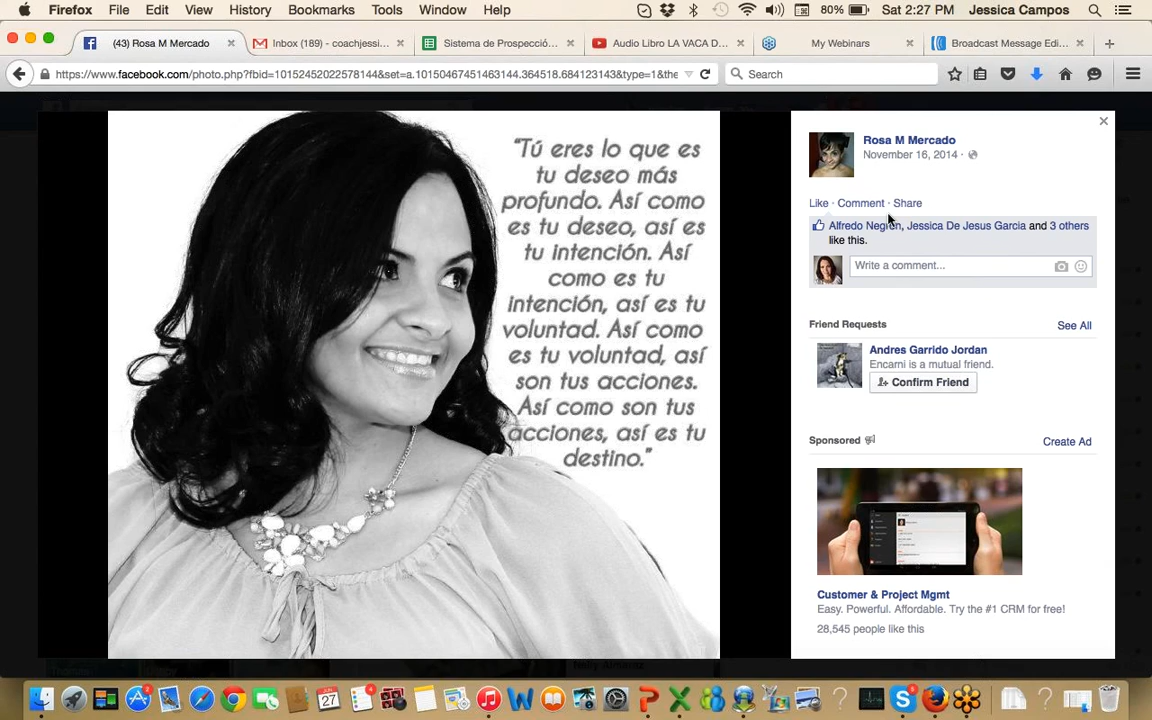 Firefox File Edit View History Bookmarks Tools Window Help 80% Sat 2:27 PM Jessica Campos
(43) Rosa M Mercado Inbox (189) - coachjessi... Sistema de Prospecció... Audio Libro LA VACA D... My Webinars Broadcast Message Edi...
https://www.facebook.com/photo.php?fbid=10152452022578144&set=a.10150467451463144.364518.684123143&type=1&the Search
"Tú eres lo que es
tu deseo más
profundo. Así como
es tu deseo, así es
tu intención. Así
como es tu
intención, así es tu
voluntad. Así como
es tu voluntad, así
son tus acciones.
Así como son tus
acciones, así es tu
destino."
Rosa M Mercado
November 16, 2014 ·
Like · Comment · Share
Alfredo , Jessica De Jesus Garcia and 3 others
like this.
Write a comment...
Friend Requests See All
Andres Garrido Jordan
Encarni is a mutual friend.
Confirm Friend
Sponsored Create Ad
Customer & Project Mgmt
Easy. Powerful. Affordable. Try the #1 CRM for free!
28,545 people like this